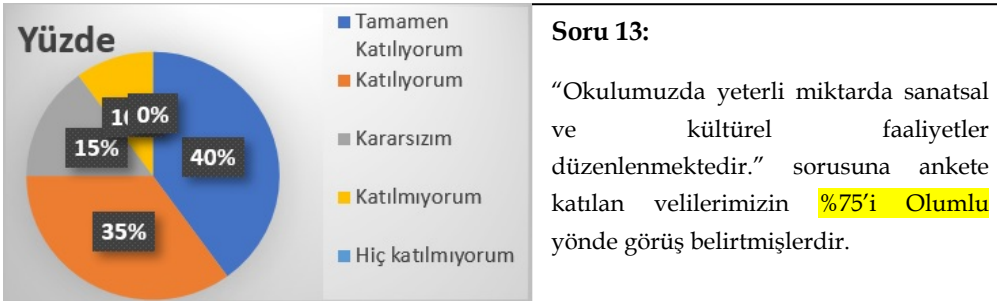 Yüzde
40%
35%
15%
0%
Tamamen
Katılıyorum
Katılıyorum
Kararsızım
Katılmıyorum
Hiç katılmıyorum
Soru 13:
“Okulumuzda yeterli miktarda sanatsal
ve kültürel faaliyetler
düzenlenmektedir.” sorusuna ankete
katılan velilerimizin %75’i Olumlu
yönde görüş belirtmişlerdir.